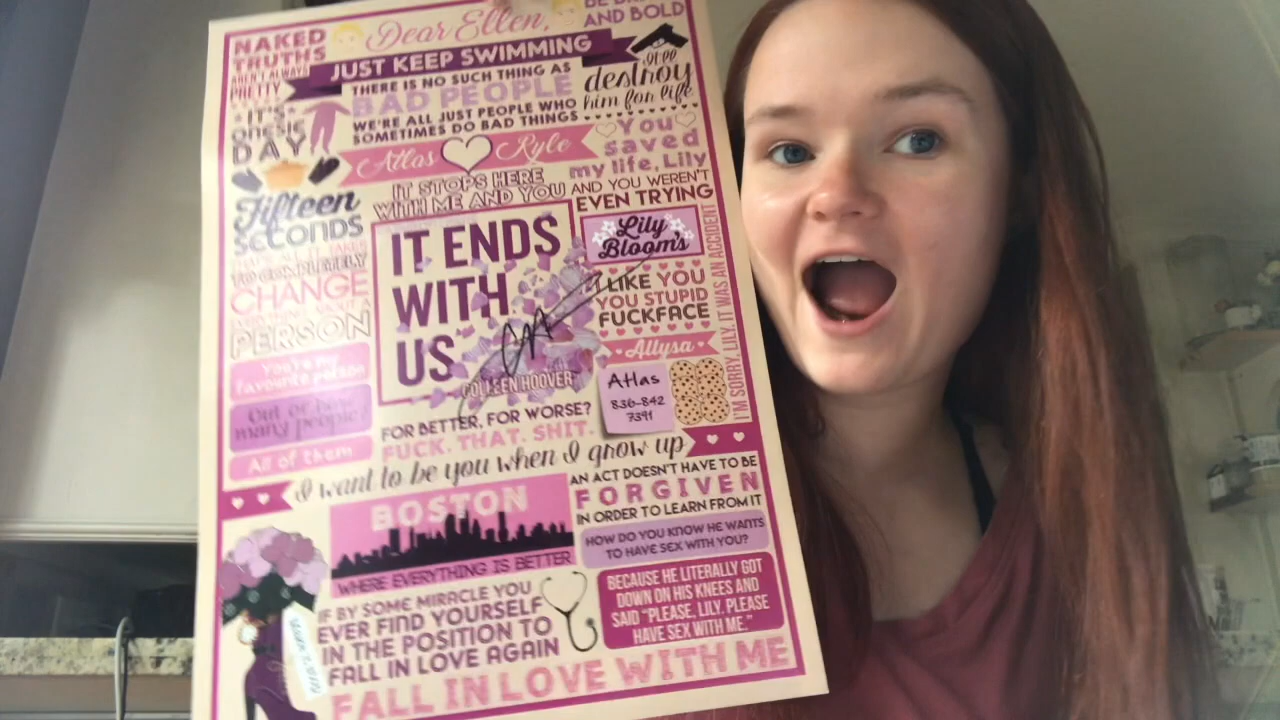 NAKED
TRUTHS
AREN'T ALWAYS
PRETTY
Dear Ellen,
AND BOLD
JUST KEEP SWIMMING
THERE IS NO SUCH THING AS
BAD PEOPLE
WE'RE ALL JUST PEOPLE WHO
SOMETIMES DO BAD THINGS
destroy
him for life
IT'S
ONESIE
DAY
Atlas Ryle
You
saved
my life, Lily
AND YOU WEREN'T
EVEN TRYING
IT STOPS HERE
WITH ME AND YOU
Fifteen
SECONDS
THAT'S ALL IT TAKES
TO COMPLETELY
CHANGE
EVERYTHING ABOUT A
PERSON
IT ENDS
WITH
US
COLLEEN HOOVER
Lily
Bloom's
I LIKE YOU
YOU STUPID
FUCKFACE
Allysa
I'M SORRY, LILY. IT WAS AN ACCIDENT
Atlas
836-842
7391
You're my
favourite person
Out of how
many people?
All of them
FOR BETTER, FOR WORSE?
FUCK. THAT. SHIT.
I want to be you when I grow up
BOSTON
WHERE EVERYTHING IS BETTER
AN ACT DOESN'T HAVE TO BE
FORGIVEN
IN ORDER TO LEARN FROM IT
HOW DO YOU KNOW HE WANTS
TO HAVE SEX WITH YOU?
BECAUSE HE LITERALLY GOT
DOWN ON HIS KNEES AND
SAID "PLEASE, LILY. PLEASE
HAVE SEX WITH ME."
IF BY SOME MIRACLE YOU
EVER FIND YOURSELF
IN THE POSITION TO
FALL IN LOVE AGAIN
FALL IN LOVE WITH ME